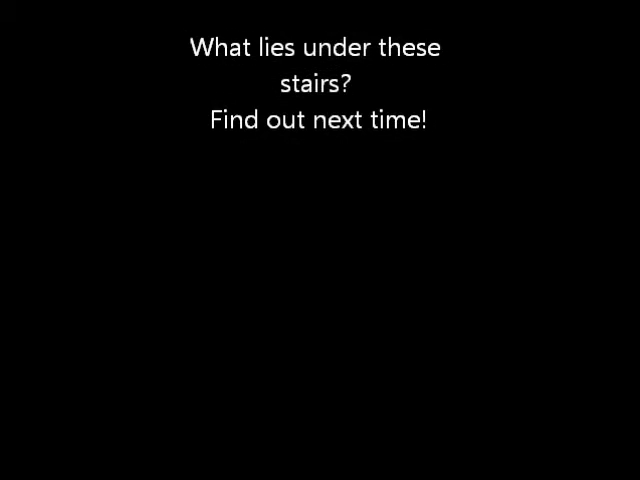 What lies under these
stairs?
Find out next time!